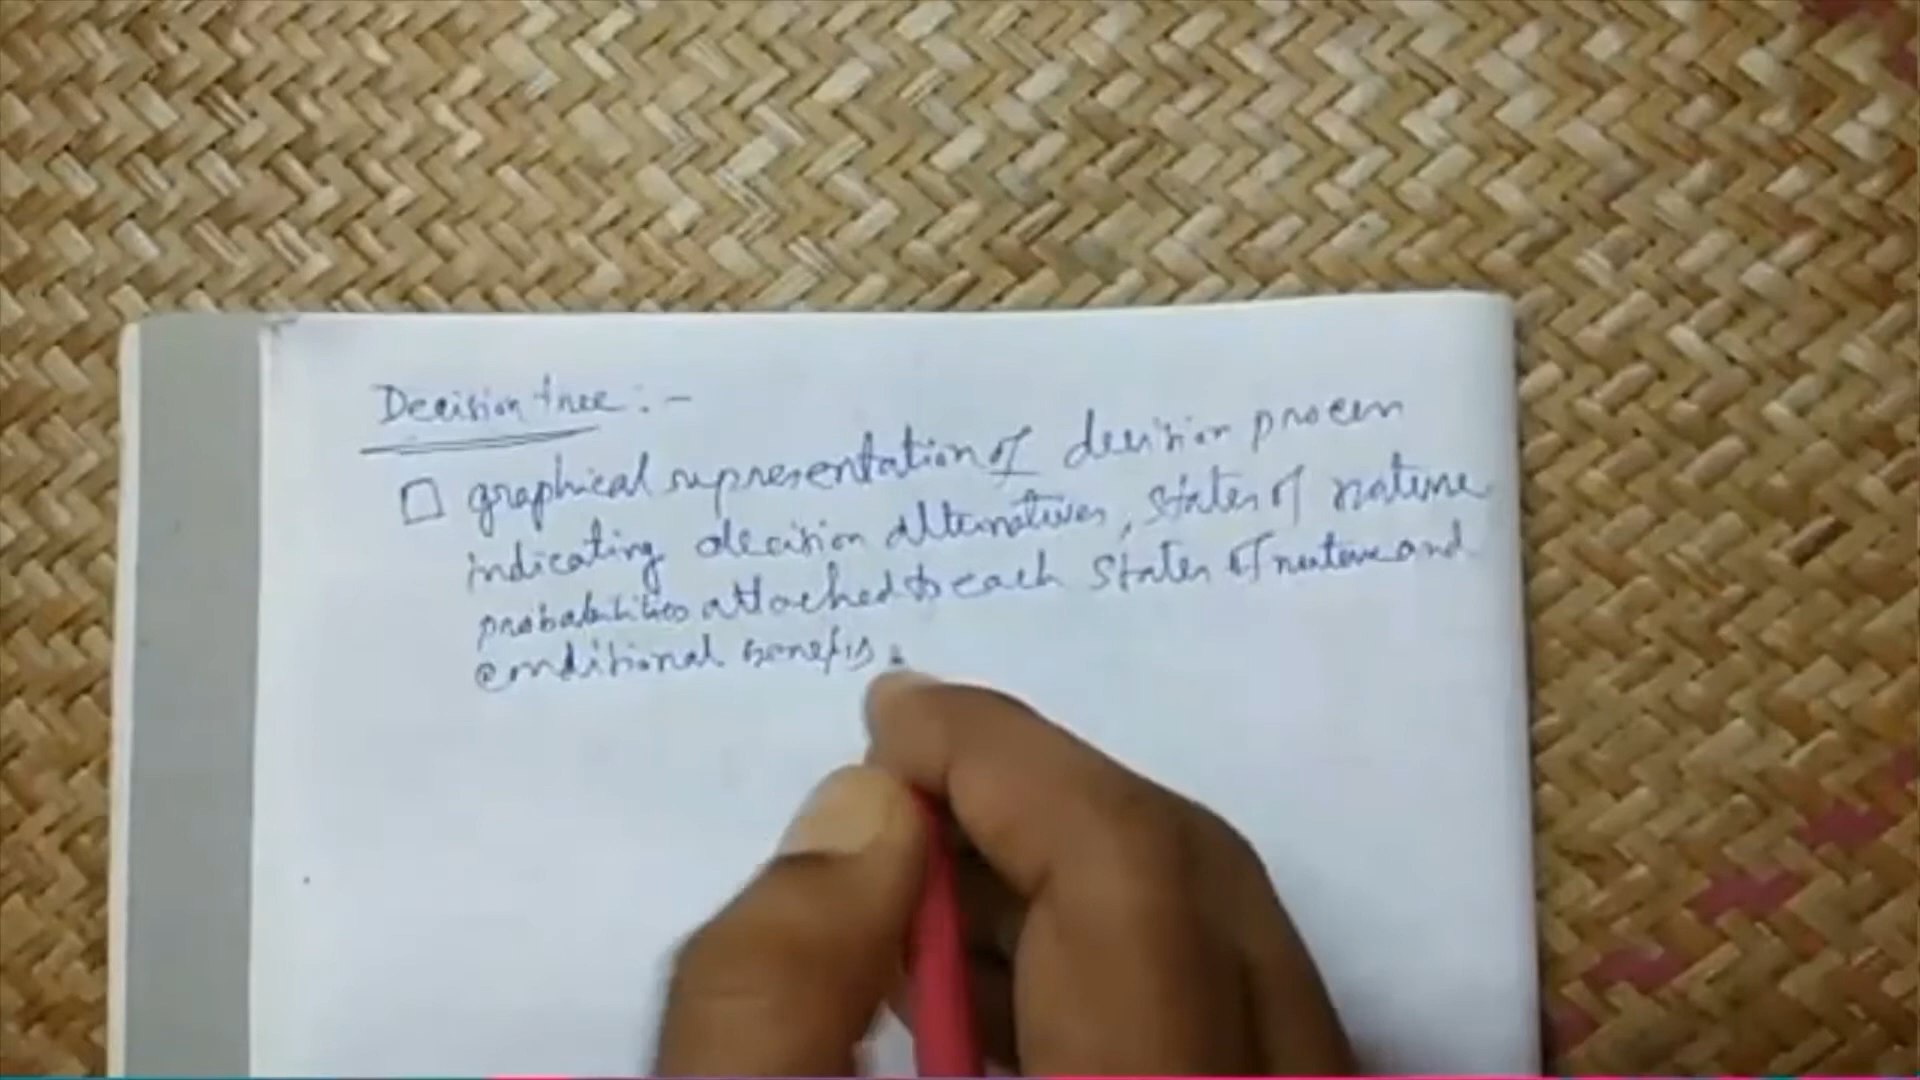 Decision tree :-
□ graphical representation of decision process
indicating decision alternatives, states of nature
probabilities attached to each states of nature and
conditional benefits